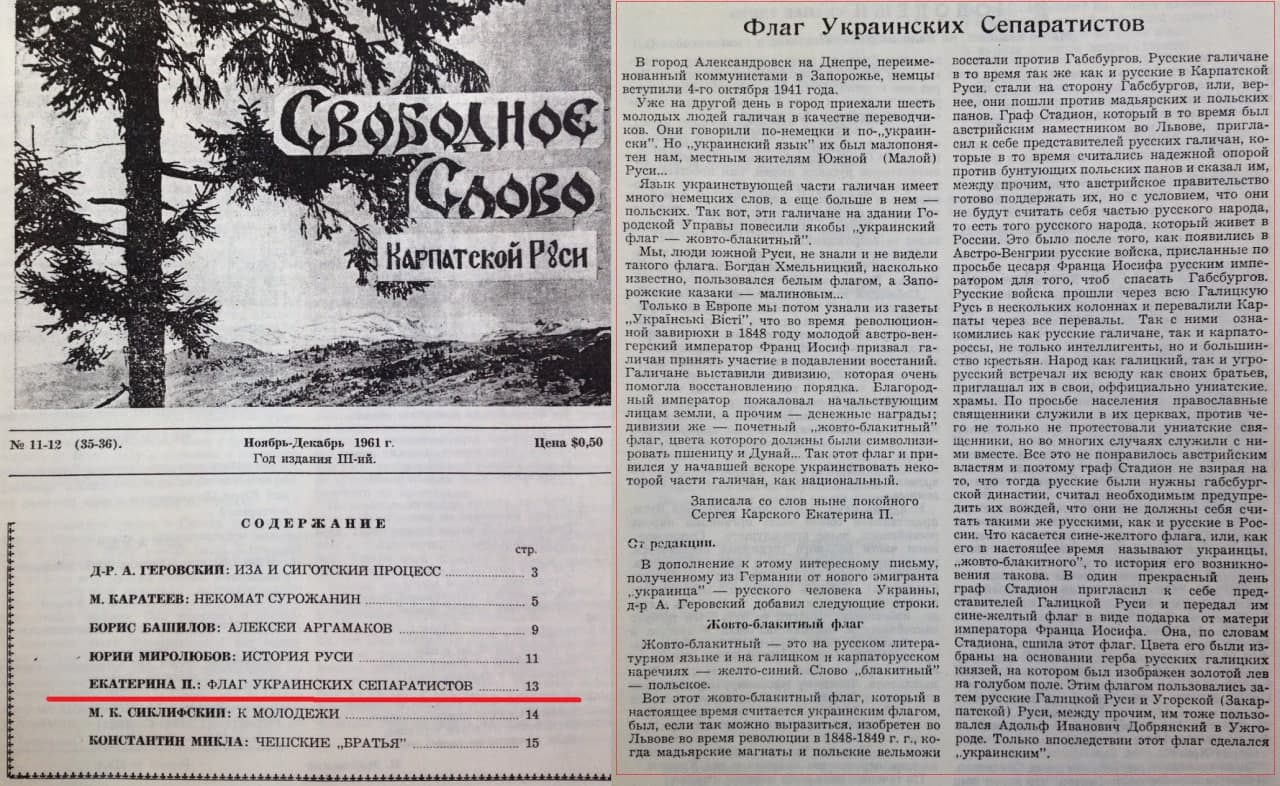 Свободное
Слово
Карпатской Руси
№ 11-12 (35-36).
Ноябрь-Декабрь 1961 г.
Год издания III-ий.
Цена $0,50
СОДЕРЖАНИЕ
стр.
Д-Р. А. ГЕРОВСКИЙ: ИЗА И СИГОТСКИЙ ПРОЦЕСС ........ 3
М. КАРАТЕЕВ: НЕКОМАТ СУРОЖАНИН ........ 5
БОРИС БАШИЛОВ: АЛЕКСЕЙ АРГАМАКОВ ........ 9
ЮРИЙ МИРОЛЮБОВ: ИСТОРИЯ РУСИ ........ 11
ЕКАТЕРИНА П.: ФЛАГ УКРАИНСКИХ СЕПАРАТИСТОВ ........ 13
М. К. СИКЛИФСКИЙ: К МОЛОДЕЖИ ........ 14
КОНСТАНТИН МИКЛА: ЧЕШСКИЕ „БРАТЬЯ" ........ 15
Флаг Украинских Сепаратистов
В город Александровск на Днепре, переиме-
нованный коммунистами в Запорожье, немцы
вступили 4-го октября 1941 года.
Уже на другой день в город приехали шесть
молодых людей галичан в качестве переводчи-
ков. Они говорили по-немецки и по-„украин-
ски". Но „украинский язык" их был малопоня-
тен нам, местным жителям Южной (Малой)
Руси...
Язык украинствующей части галичан имеет
много немецких слов, а еще больше в нем —
польских. Так вот, эти галичане на здании Го-
родской Управы повесили якобы „украинский
флаг — жовто-блакитный".
Мы, люди южной Руси, не знали и не видели
такого флага. Богдан Хмельницкий, насколько
известно, пользовался белым флагом, а Запо-
рожские казаки — малиновым...
Только в Европе мы потом узнали из газеты
„Українські Вісті", что во время революцион-
ной завирюхи в 1848 году молодой австро-вен-
герский император Франц Иосиф призвал га-
личан принять участие в подавлении восстаний.
Галичане выставили дивизию, которая очень
помогла восстановлению порядка. Благород-
ный император пожаловал начальствующим
лицам земли, а прочим — денежные награды;
дивизии же — почетный „жовто-блакитный"
флаг, цвета которого должны были символизи-
ровать пшеницу и Дунай... Так этот флаг и при-
вился у начавшей вскоре украинствовать неко-
торой части галичан, как национальный.
Записала со слов ныне покойного
Сергея Карского Екатерина П.
От редакции.
В дополнение к этому интересному письму,
полученному из Германии от нового эмигранта
„украинца" — русского человека Украины,
д-р А. Геровский добавил следующие строки.
Жовто-блакитный флаг
Жовто-блакитный — это на русском литера-
турном языке и на галицком и карпаторусском
наречиях — желто-синий. Слово „блакитный"
— польское.
Вот этот жовто-блакитный флаг, который в
настоящее время считается украинским флагом,
был, если так можно выразиться, изобретен во
Львове во время революции в 1848-1849 г. г., ко-
гда мадьярские магнаты и польские вельможи
восстали против Габсбургов. Русские галичане
в то время так же как и русские в Карпатской
Руси, стали на сторону Габсбургов, или, вер-
нее, они пошли против мадьярских и польских
панов. Граф Стадион, который в то время был
австрийским наместником во Львове, пригла-
сил к себе представителей русских галичан, ко-
торые в то время считались надежной опорой
против бунтующих польских панов и сказал им,
между прочим, что австрийское правительство
готово поддержать их, но с условием, что они
не будут считать себя частью русского народа,
то есть того русского народа, который живет в
России. Это было после того, как появились в
Австро-Венгрии русские войска, присланные по
просьбе цесаря Франца Иосифа русским импе-
ратором для того, чтоб спасать Габсбургов.
Русские войска прошли через всю Галицкую
Русь в нескольких колоннах и перевалили Кар-
паты через все перевалы. Так с ними озна-
комились как русские галичане, так и карпато-
россы, не только интеллигенты, но и большин-
ство крестьян. Народ как галицкий, так и угро-
русский встречал их всюду как своих братьев,
приглашал их в свои, оффициально униатские,
храмы. По просьбе населения православные
священники служили в их церквах, против че-
го не только не протестовали униатские свя-
щенники, но во многих случаях служили с ни-
ми вместе. Все это не понравилось австрийским
властям и поэтому граф Стадион не взирая на
то, что тогда русские были нужны габсбург-
ской династии, считал необходимым предупре-
дить их вождей, что они не должны себя счи-
тать такими же русскими, как и русские в Рос-
сии. Что касается сине-желтого флага, или, как
его в настоящее время называют украинцы,
„жовто-блакитного", то история его возникно-
вения такова. В один прекрасный день
граф Стадион пригласил к себе пред-
ставителей Галицкой Руси и передал им
сине-желтый флаг в виде подарка от матери
императора Франца Иосифа. Она, по словам
Стадиона, сшила этот флаг. Цвета его были из-
браны на основании герба русских галицких
князей, на котором был изображен золотой лев
на голубом поле. Этим флагом пользовались за-
тем русские Галицкой Руси и Угорской (Закар-
патской) Руси, между прочим, им тоже пользо-
вался Адольф Иванович Добрянский в Ужго-
роде. Только впоследствии этот флаг сделался
„украинским".